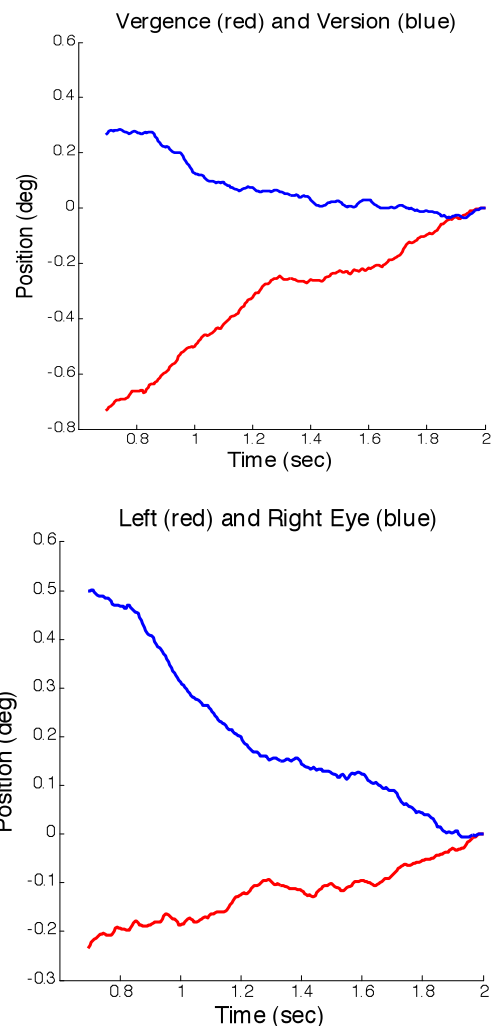 Vergence (red) and Version (blue)
0.6
0.4
0.2
0
-0.2
-0.4
-0.6
-0.8
Position (deg)
0.8 1 1.2 1.4 1.6 1.8 2
Time (sec)
Left (red) and Right Eye (blue)
0.6
0.5
0.4
0.3
0.2
0.1
0
-0.1
-0.2
-0.3
Position (deg)
0.8 1 1.2 1.4 1.6 1.8 2
Time (sec)